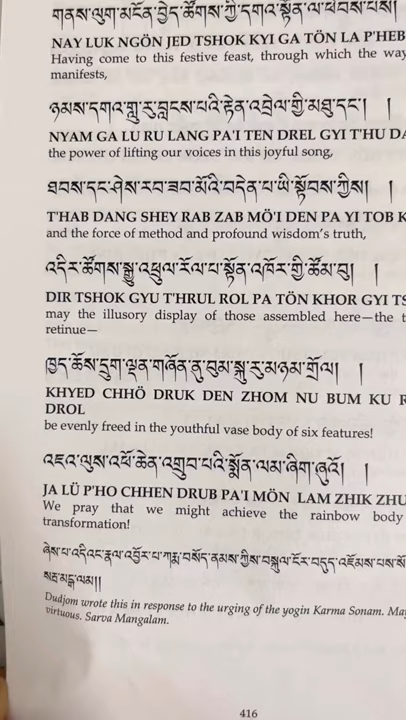 གནས་ལུག་མངོན་བྱེད་ཚོགས་ཀྱི་དགའ་སྟོན་ལ་ཕེབས་པས།
NAY LUK NGÖN JED TSHOK KYI GA TÖN LA P'HEB
Having come to this festive feast, through which the way
manifests,
ཉམས་དགའ་གླུ་རུ་བླངས་པའི་རྟེན་འབྲེལ་གྱི་མཐུ་དང་། །
NYAM GA LU RU LANG PA'I TEN DREL GYI T'HU DA
the power of lifting our voices in this joyful song,
ཐབས་དང་ཤེས་རབ་ཟབ་མོའི་བདེན་པ་ཡི་སྟོབས་ཀྱིས། །
T'HAB DANG SHEY RAB ZAB MÖ'I DEN PA YI TOB K
and the force of method and profound wisdom's truth,
འདིར་ཚོགས་སྒྱུ་འཕྲུལ་རོལ་པ་སྟོན་འཁོར་གྱི་ཚོམ་བུ། །
DIR TSHOK GYU T'HRUL ROL PA TÖN KHOR GYI TS
may the illusory display of those assembled here—the t
retinue—
ཁྱེད་ཆོས་དྲུག་ལྡན་གཞོན་ནུ་བུམ་སྐུ་རུ་མཉམ་གྲོལ། །
KHYED CHHÖ DRUK DEN ZHOM NU BUM KU R
DROL
be evenly freed in the youthful vase body of six features!
འཇའ་ལུས་འཕོ་ཆེན་འགྲུབ་པའི་སྨོན་ལམ་ཞིག་ཞུའོ། །
JA LÜ P'HO CHHEN DRUB PA'I MÖN LAM ZHIK ZHU
We pray that we might achieve the rainbow body
transformation!
ཞེས་པ་འདིའང་རྣལ་འབྱོར་པ་ཀརྨ་བསོད་ནམས་ཀྱིས་བསྐུལ་ངོར་བདུད་འཇོམས་པས་སོ།
སརྦ་མངྒ་ལམ།།
Dudjom wrote this in response to the urging of the yogin Karma Sonam. May
virtuous. Sarva Mangalam.
416